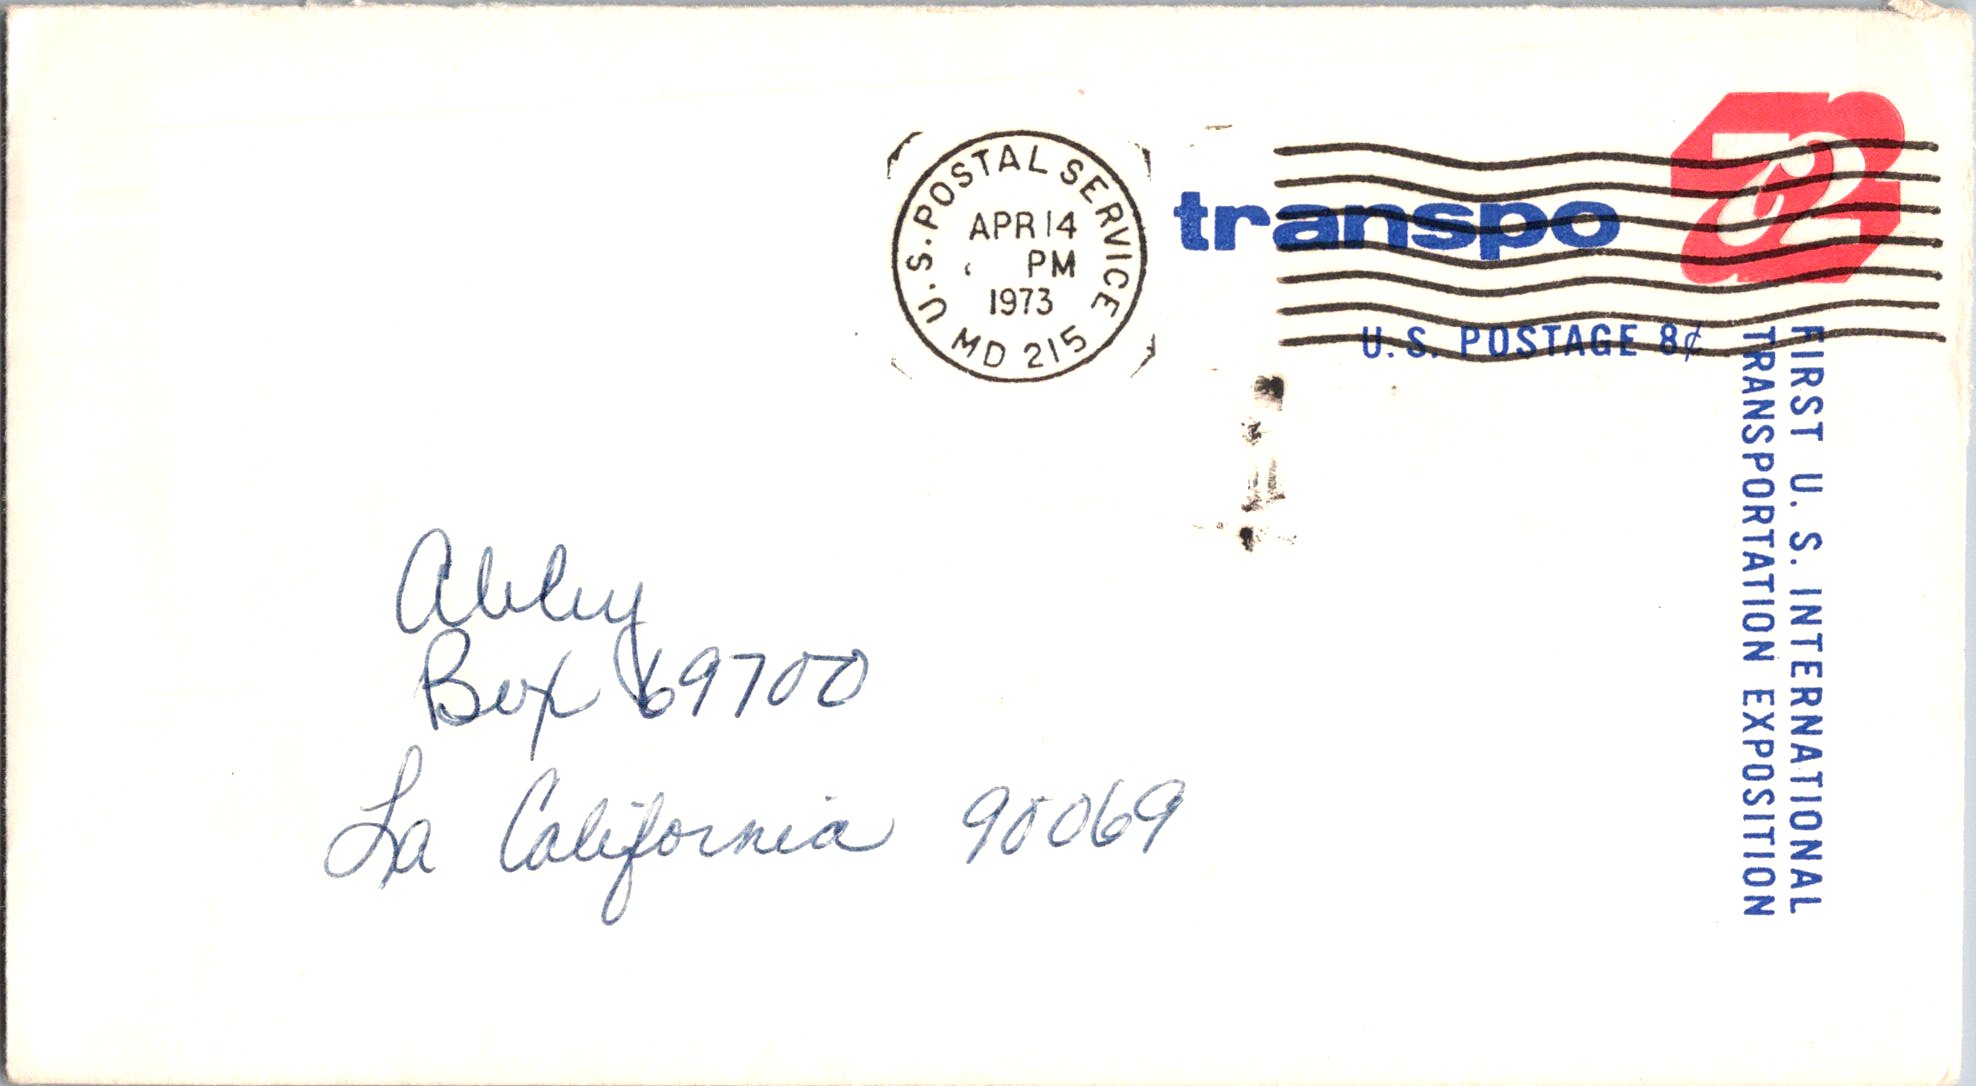 U.S. POSTAL SERVICE
APR 14
PM
1973
MD 215
transpo 72
U.S. POSTAGE 8¢
FIRST U. S. INTERNATIONAL
TRANSPORTATION EXPOSITION
Abbey
Box 69700
La California 90069